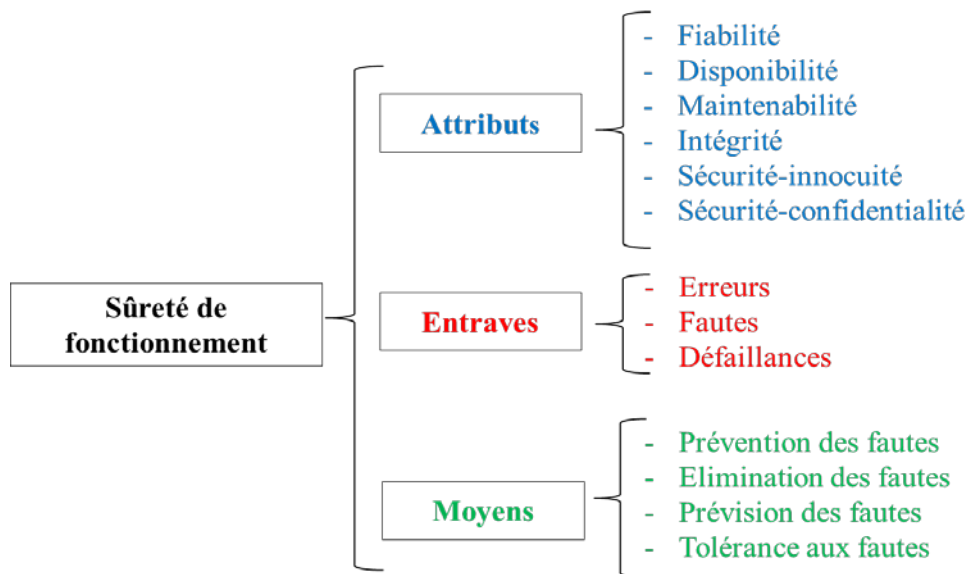 Sûreté de
fonctionnement
Attributs
- Fiabilité
- Disponibilité
- Maintenabilité
- Intégrité
- Sécurité-innocuité
- Sécurité-confidentialité
Entraves
- Erreurs
- Fautes
- Défaillances
Moyens
- Prévention des fautes
- Elimination des fautes
- Prévision des fautes
- Tolérance aux fautes